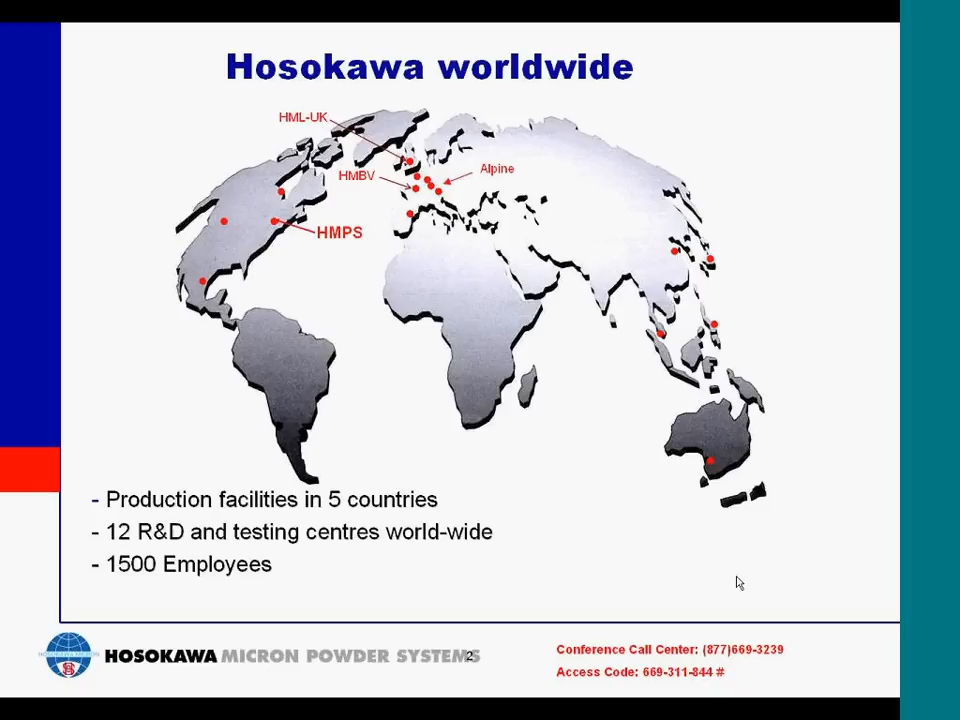 Hosokawa worldwide
HML-UK
HMBV
Alpine
HMPS
- Production facilities in 5 countries
- 12 R&D and testing centres world-wide
- 1500 Employees
HOSOKAWA MICRON POWDER SYSTEMS
2
Conference Call Center: (877)669-3239
Access Code: 669-311-844 #